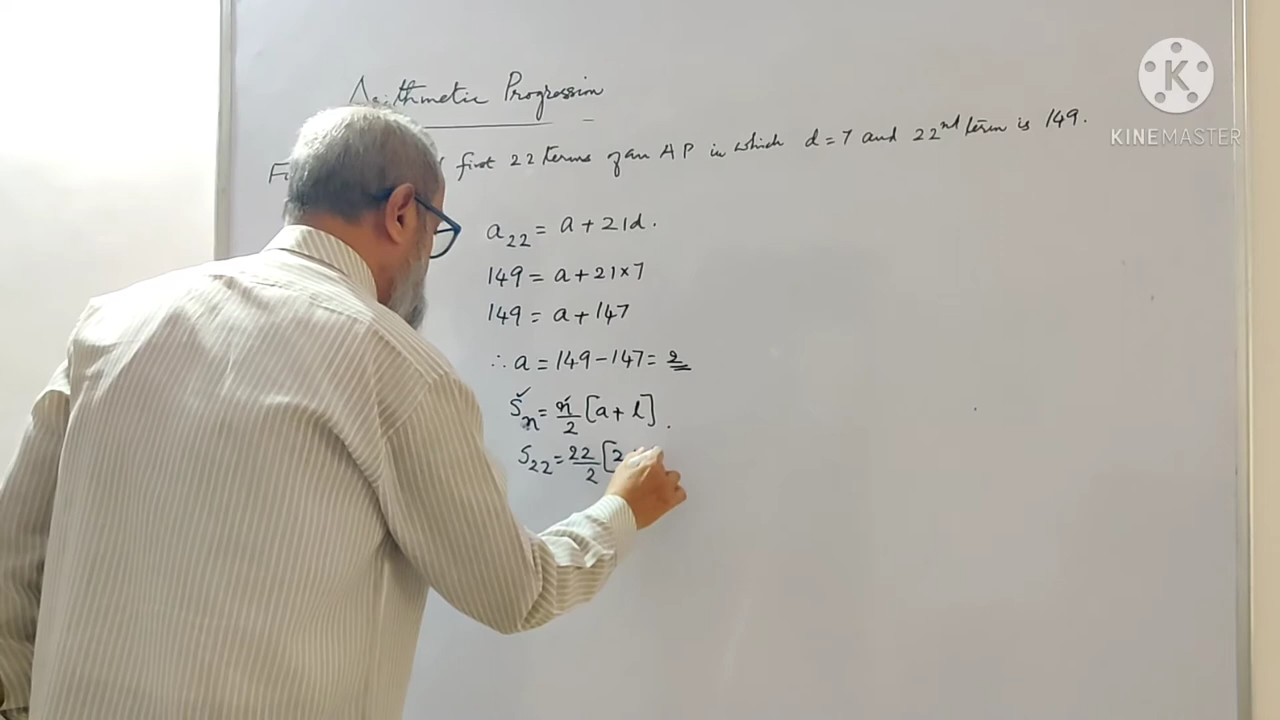 Arithmetic Progression
first 22 terms of an AP in which d = 7 and 22nd term is 149.
a22 = a + 21d.
149 = a + 21 × 7
149 = a + 147
∴ a = 149 – 147 = 2
Sn = n/2 [a + l].
S22 = 22/2 [2
K
KINEMASTER